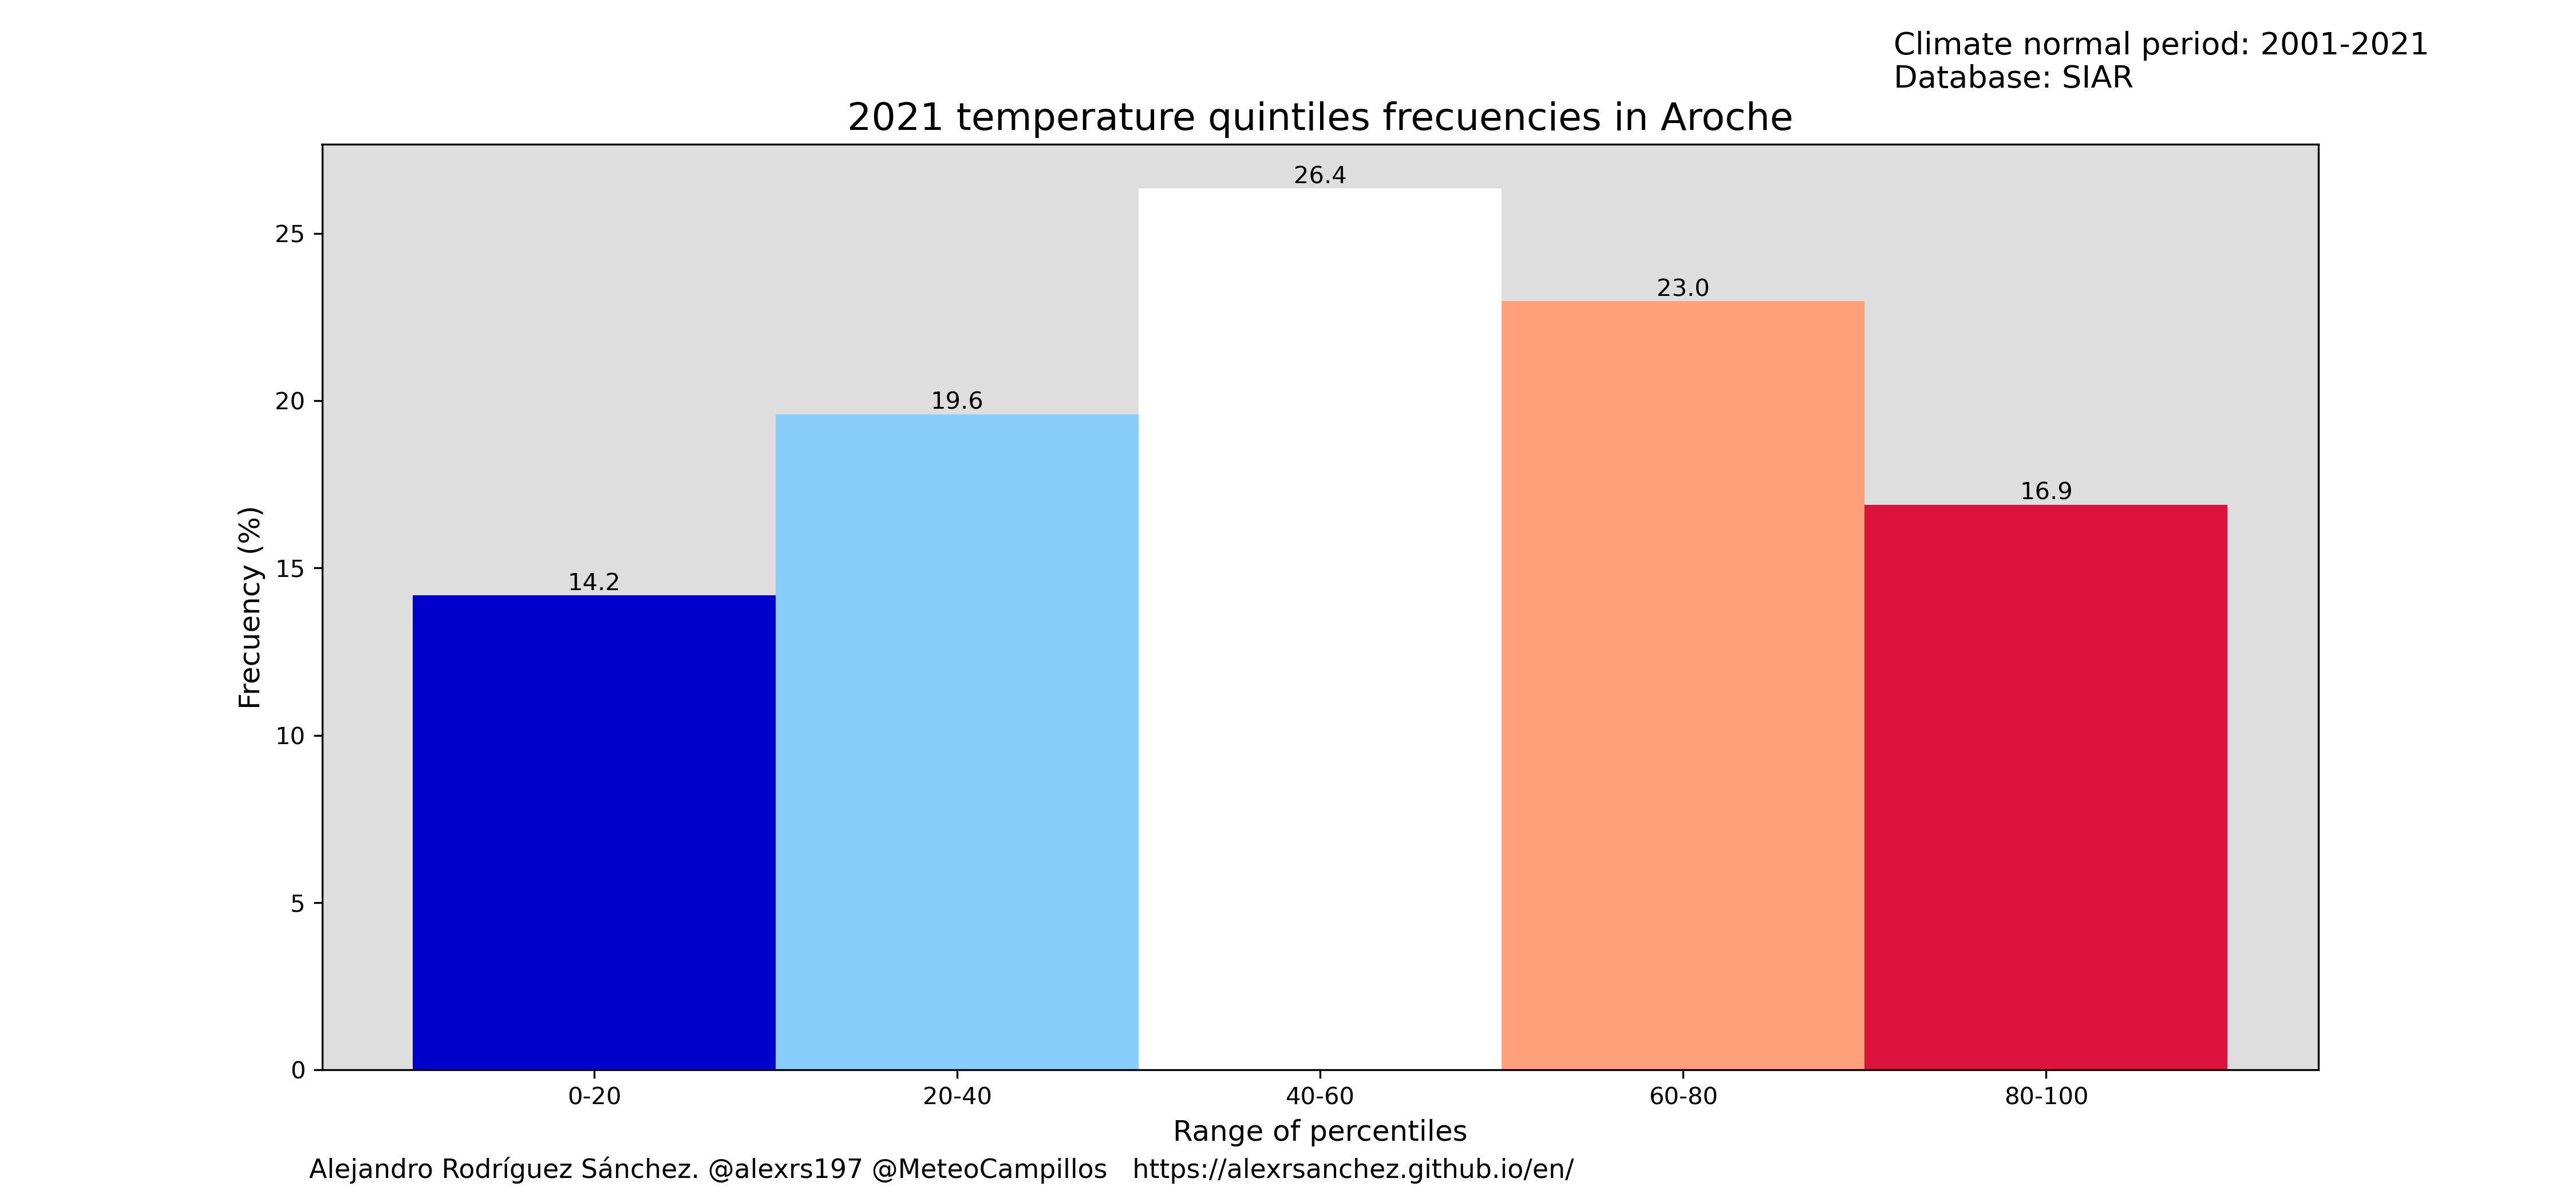 Climate normal period: 2001-2021
Database: SIAR
2021 temperature quintiles frecuencies in Aroche
Frecuency (%)
25
20
15
10
5
0
26.4
23.0
19.6
16.9
14.2
0-20
20-40
40-60
60-80
80-100
Range of percentiles
Alejandro Rodríguez Sánchez. @alexrs197 @MeteoCampillos https://alexrsanchez.github.io/en/